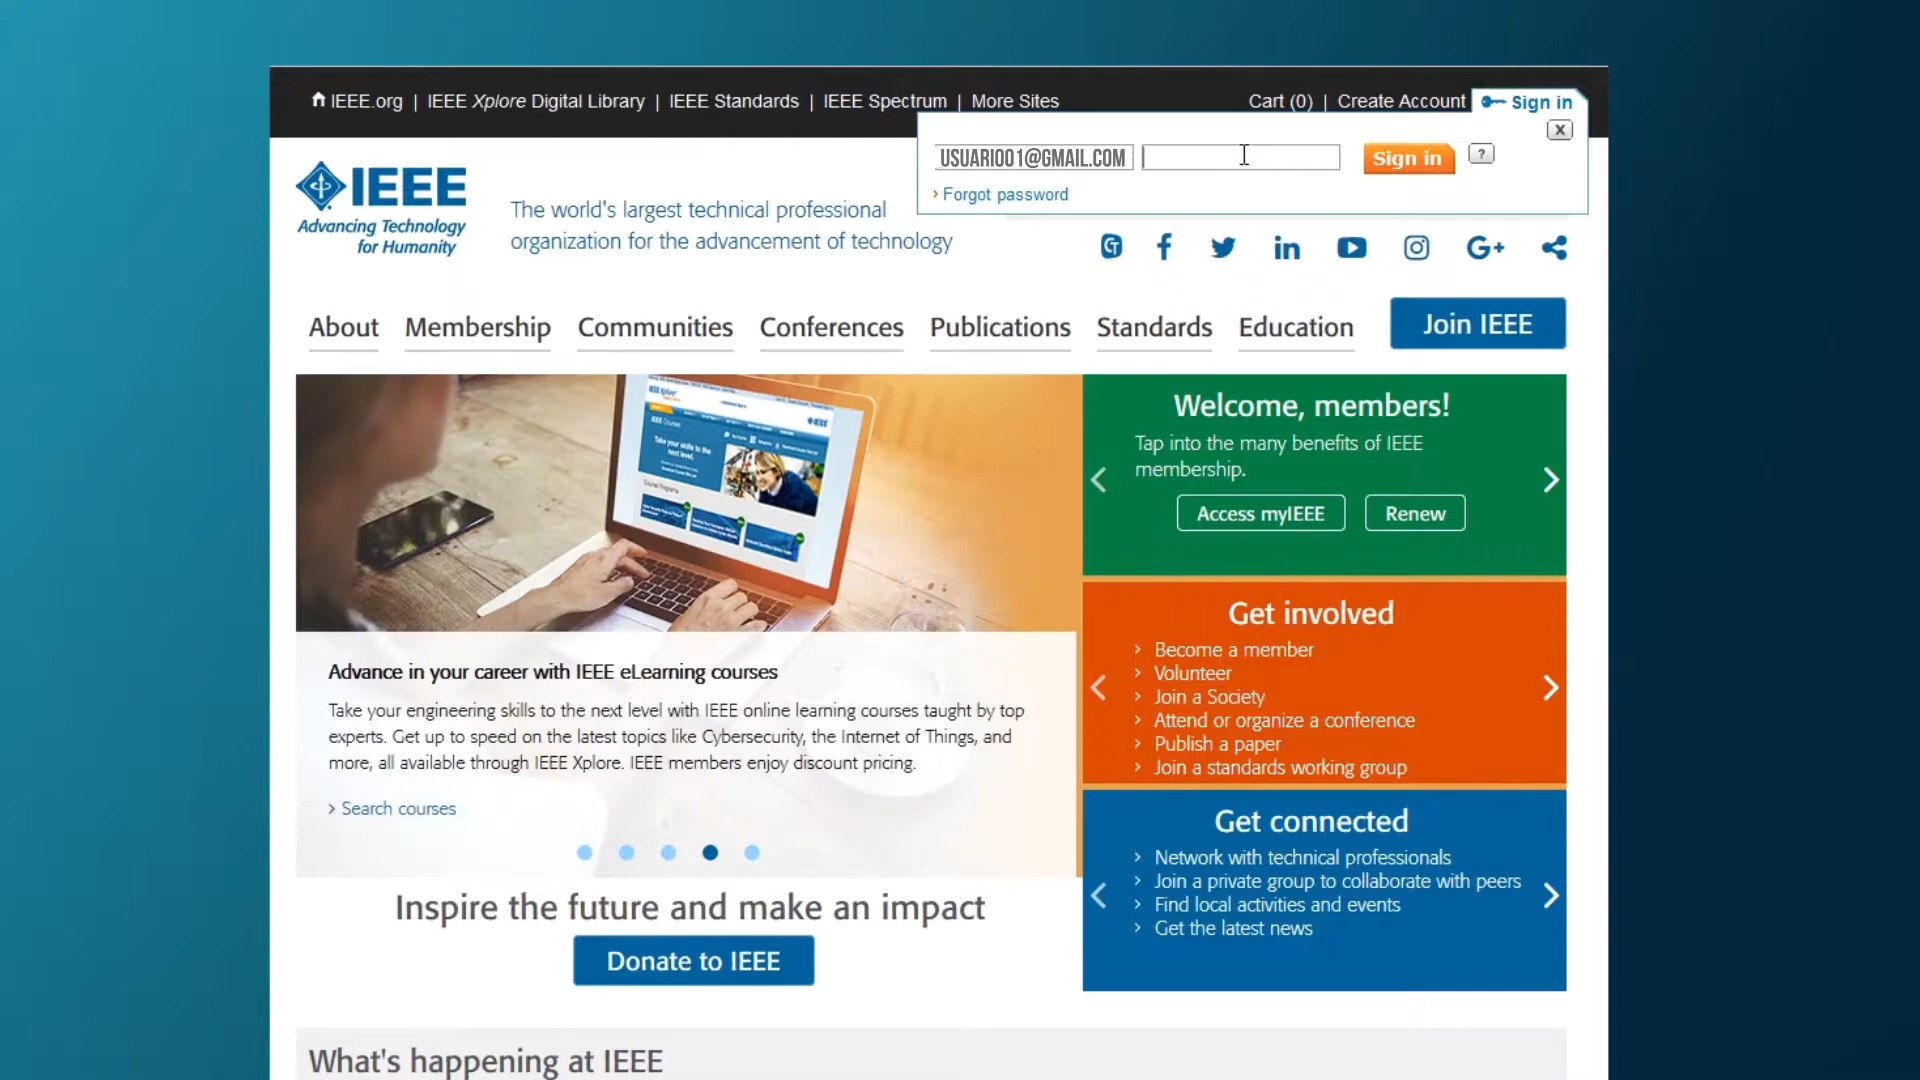 IEEE.org | IEEE Xplore Digital Library | IEEE Standards | IEEE Spectrum | More Sites
Cart (0) | Create Account
Sign in
X
USUARIO01@GMAIL.COM
Sign in
?
Forgot password
IEEE
Advancing Technology
for Humanity
The world's largest technical professional
organization for the advancement of technology
About Membership Communities Conferences Publications Standards Education
Join IEEE
Take your skills to the
next level.
Welcome, members!
Tap into the many benefits of IEEE
membership.
Access myIEEE
Renew
Get involved
Become a member
Volunteer
Join a Society
Attend or organize a conference
Publish a paper
Join a standards working group
Advance in your career with IEEE eLearning courses
Take your engineering skills to the next level with IEEE online learning courses taught by top
experts. Get up to speed on the latest topics like Cybersecurity, the Internet of Things, and
more, all available through IEEE Xplore. IEEE members enjoy discount pricing.
Search courses
Get connected
Network with technical professionals
Join a private group to collaborate with peers
Find local activities and events
Get the latest news
Inspire the future and make an impact
Donate to IEEE
What's happening at IEEE